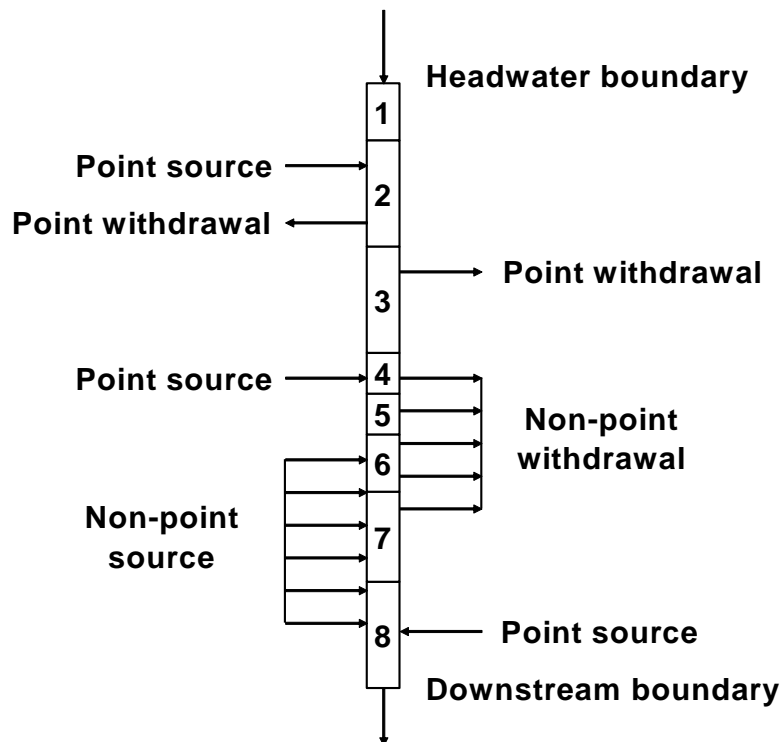 Headwater boundary
1
Point source
2
Point withdrawal
Point withdrawal
3
Point source
4
5
Non-point
withdrawal
6
Non-point
source
7
8
Point source
Downstream boundary